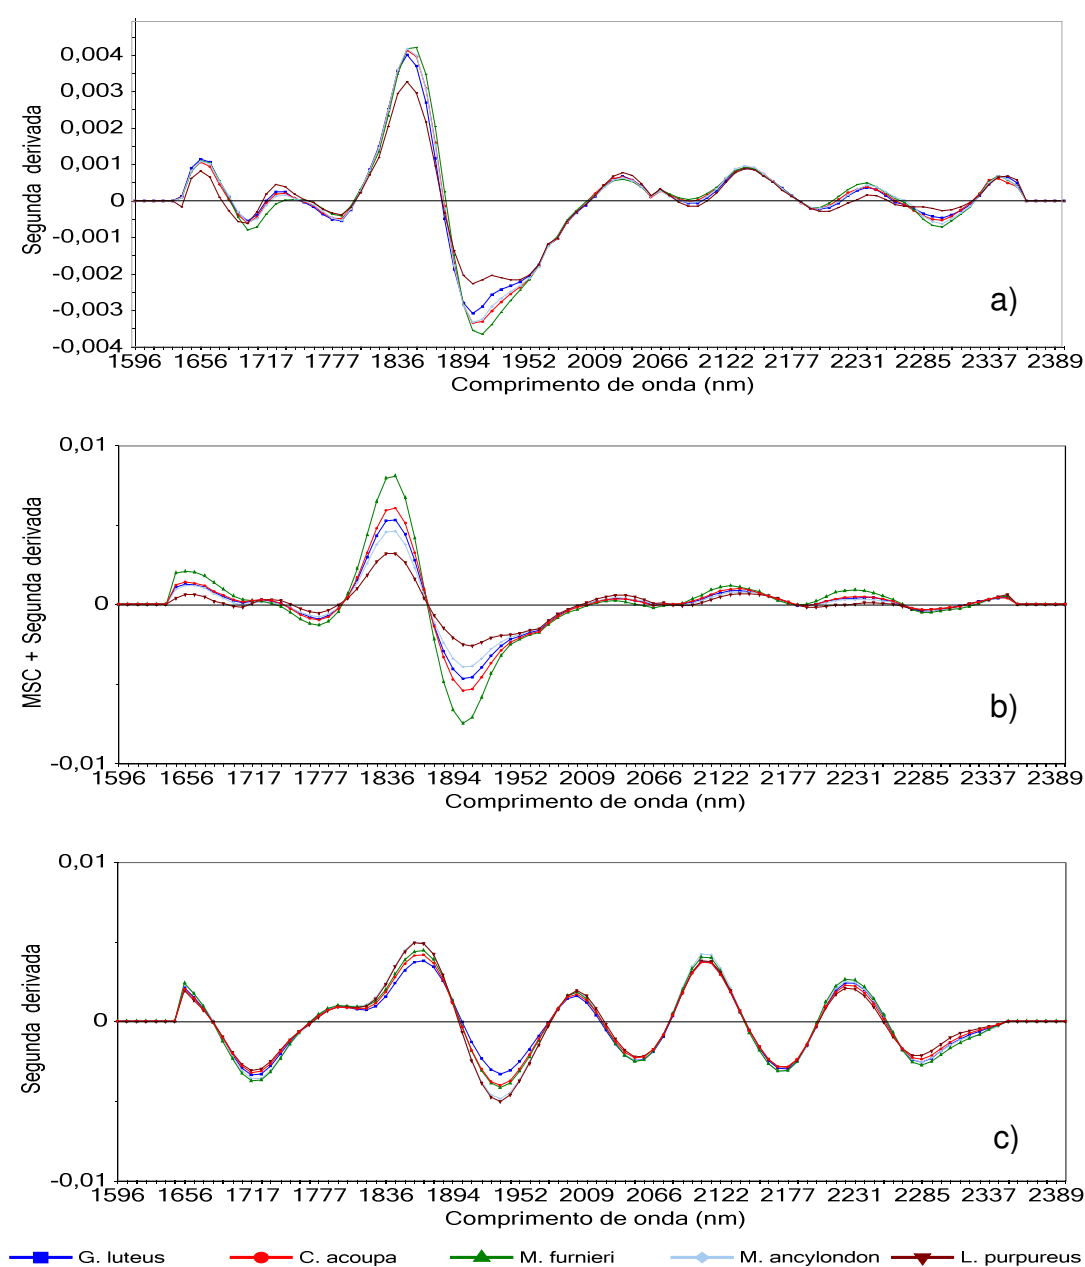 0,004
0,003
0,002
0,001
0
-0,001
-0,002
-0,003
-0,004
Segunda derivada
a)
1596 1656 1717 1777 1836 1894 1952 2009 2066 2122 2177 2231 2285 2337 2389
Comprimento de onda (nm)
0,01
0
-0,01
MSC + Segunda derivada
b)
1596 1656 1717 1777 1836 1894 1952 2009 2066 2122 2177 2231 2285 2337 2389
Comprimento de onda (nm)
0,01
0
-0,01
Segunda derivada
c)
1596 1656 1717 1777 1836 1894 1952 2009 2066 2122 2177 2231 2285 2337 2389
Comprimento de onda (nm)
G. luteus C. acoupa M. furnieri M. ancylondon L. purpureus